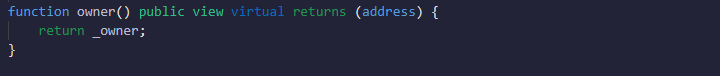 function owner() public view virtual returns (address) {
    return _owner;
}